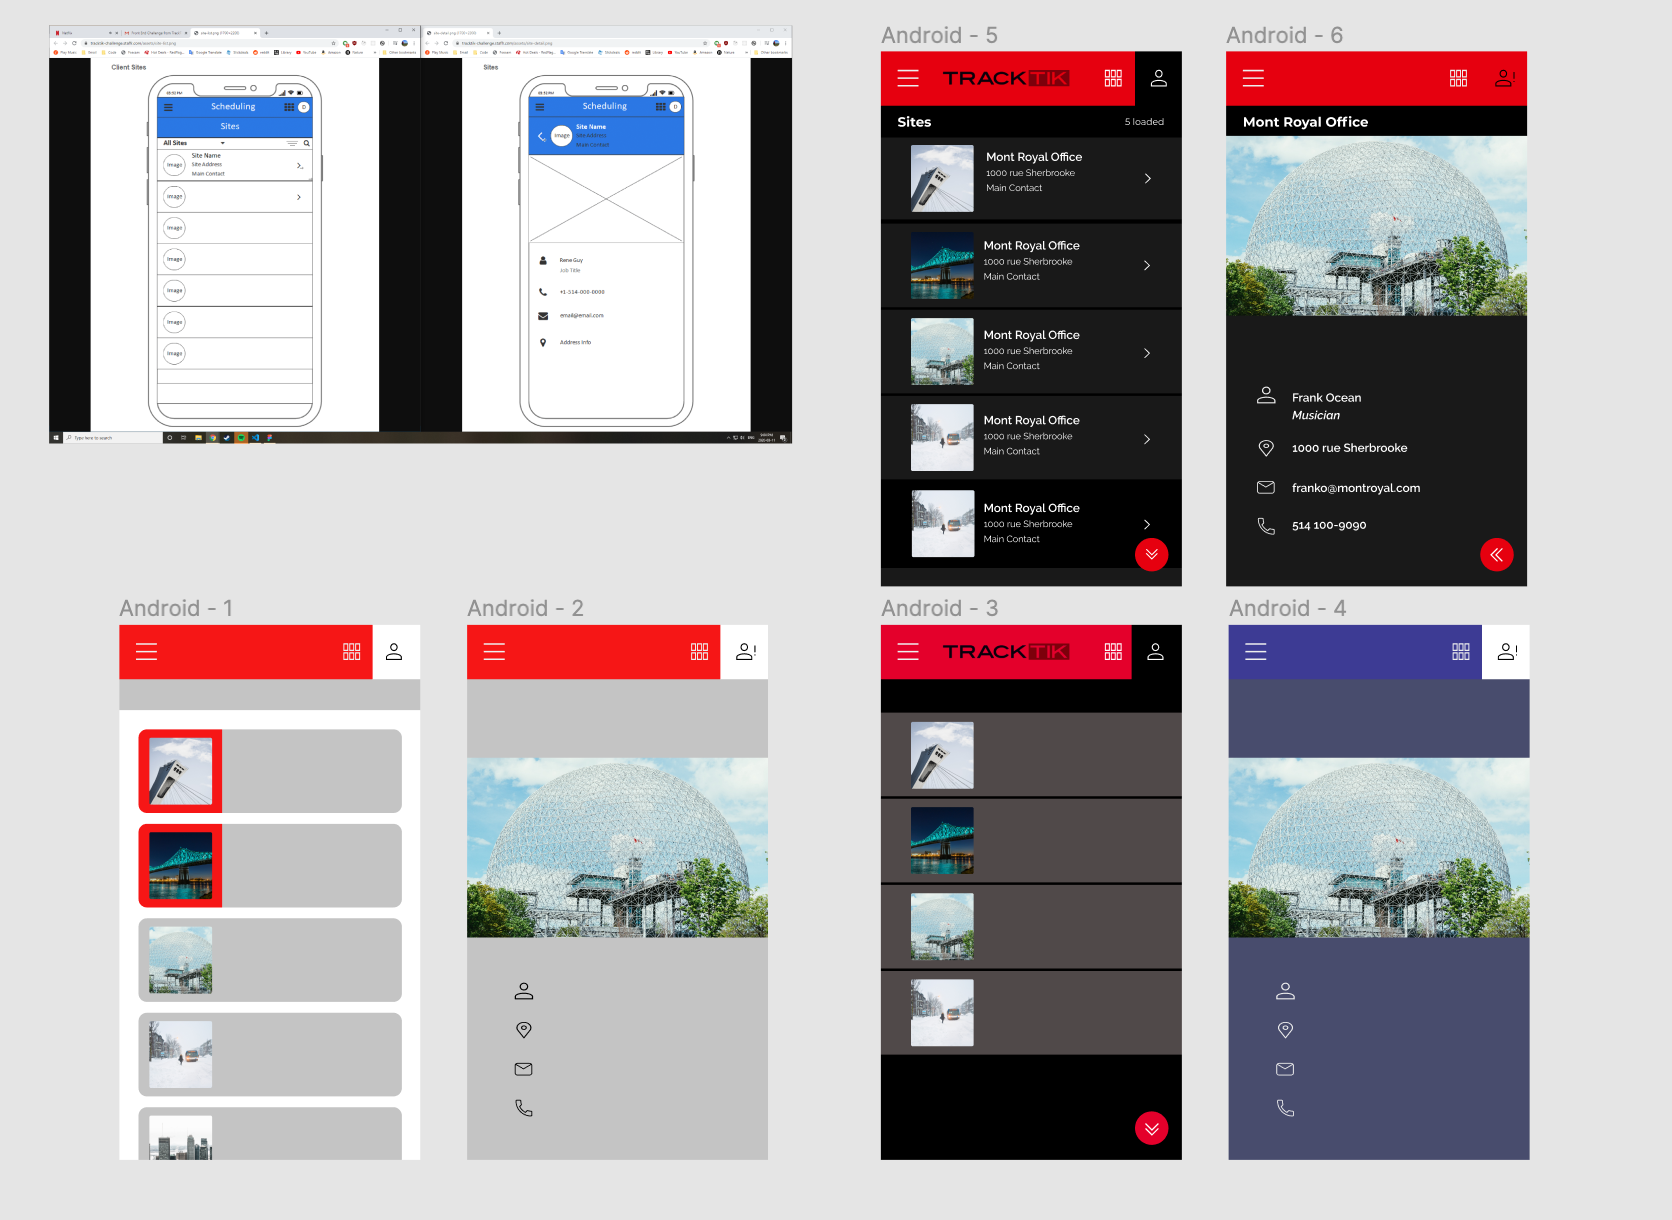 Client Sites
Scheduling
D
Sites
All Sites
Image
Site Name
Site Address
Main Contact
Image
Image
Image
Image
Image
Image
Sites
Scheduling
D
Image
Site Name
Site Address
Main Contact
Rene Guy
Job Title
+1-514-000-0000
email@email.com
Address Info
Type here to search
Android - 5
TRACKTIK
Sites
5 loaded
Mont Royal Office
1000 rue Sherbrooke
Main Contact
Mont Royal Office
1000 rue Sherbrooke
Main Contact
Mont Royal Office
1000 rue Sherbrooke
Main Contact
Mont Royal Office
1000 rue Sherbrooke
Main Contact
Mont Royal Office
1000 rue Sherbrooke
Main Contact
Android - 6
Mont Royal Office
Frank Ocean
Musician
1000 rue Sherbrooke
franko@montroyal.com
514 100-9090
Android - 1
Android - 2
Android - 3
TRACKTIK
Android - 4